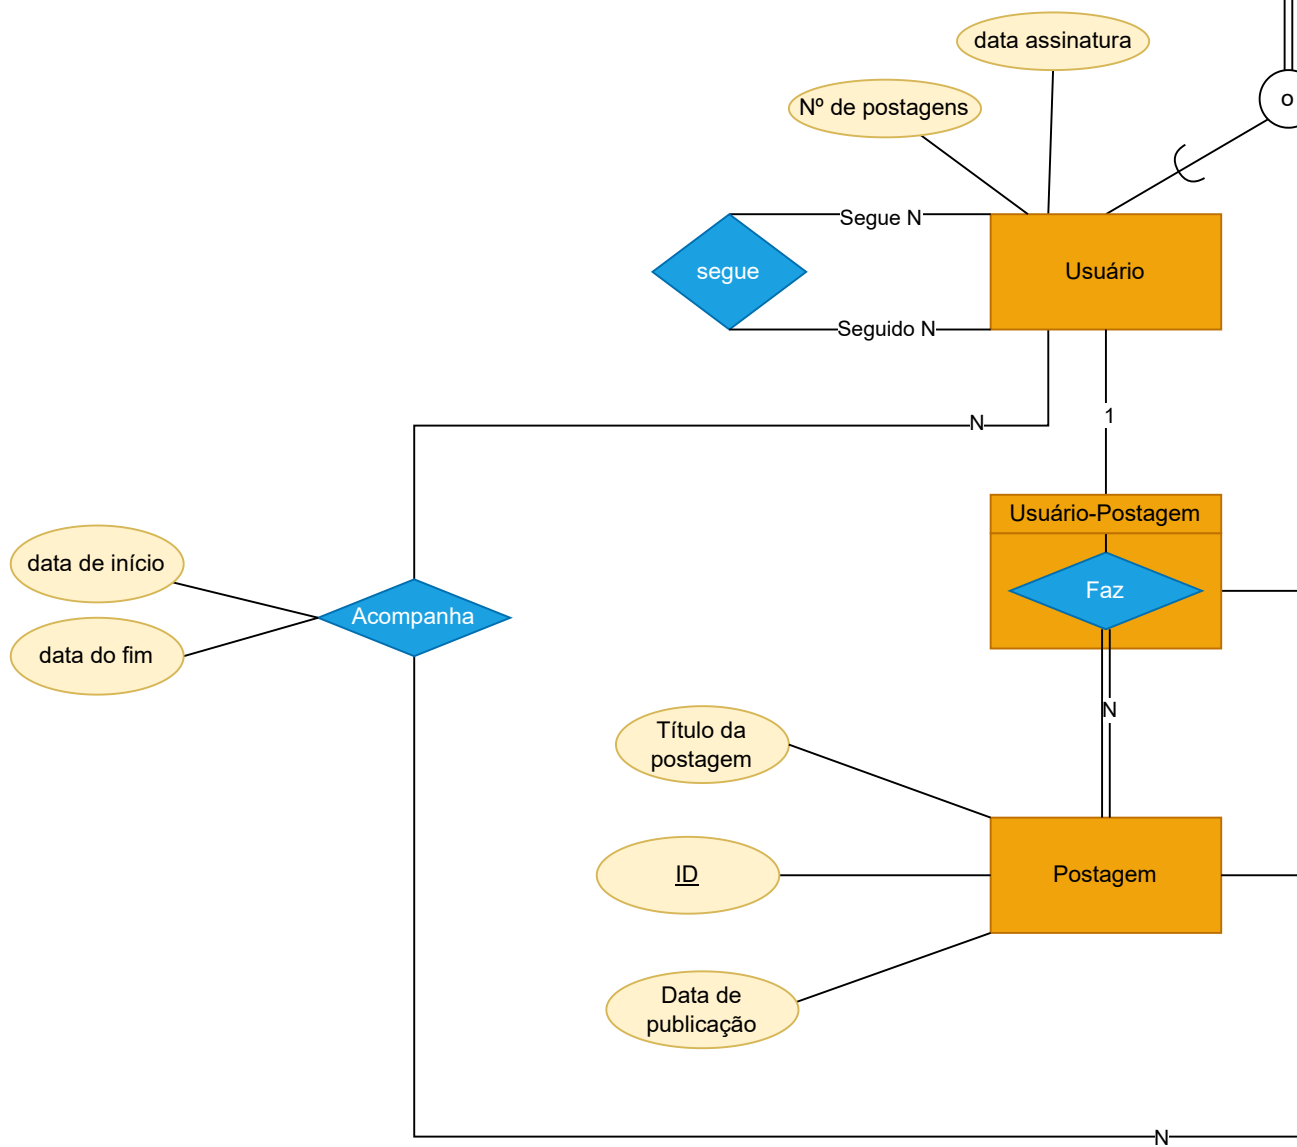 data assinatura
Nº de postagens
o
Segue N
segue
Usuário
Seguido N
1
N
Usuário-Postagem
data de início
Faz
Acompanha
data do fim
N
Título da
postagem
ID
Postagem
Data de
publicação
N